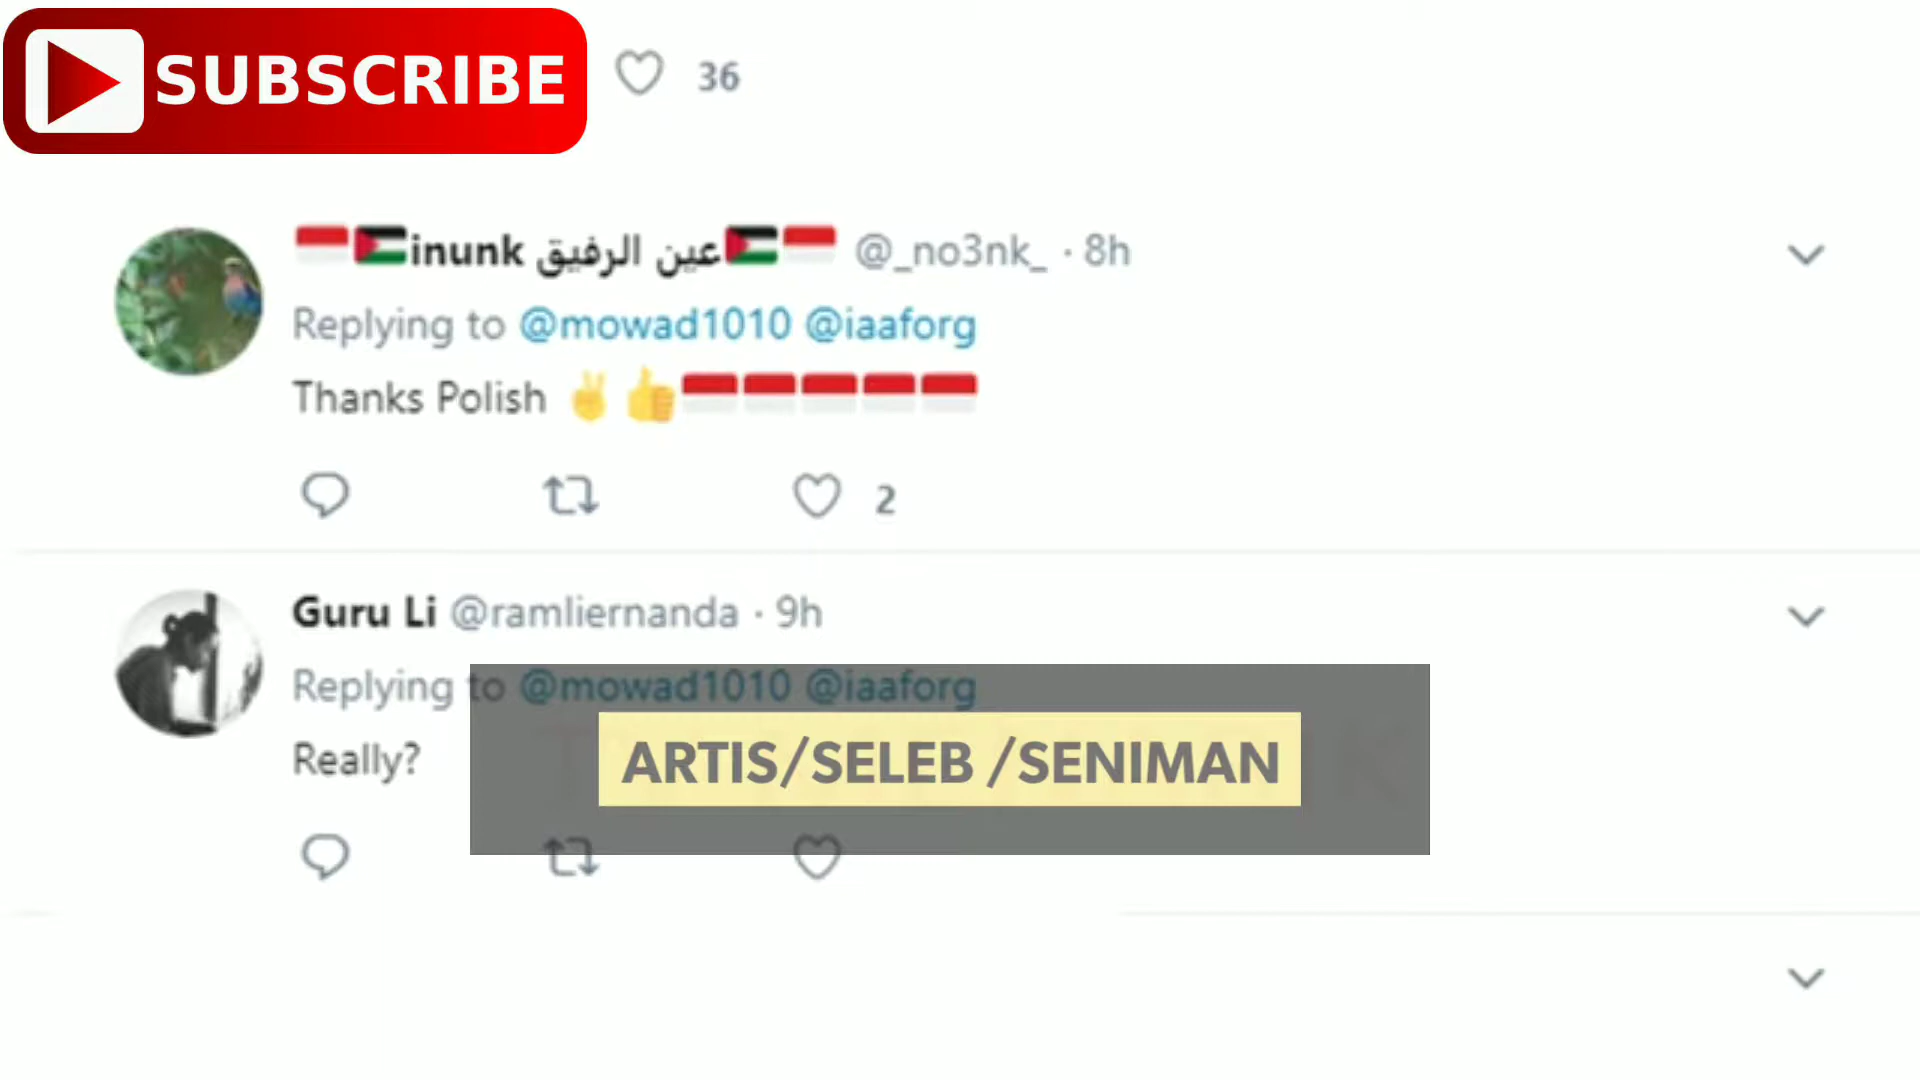 SUBSCRIBE
36
inunk عين الرفيق @_no3nk_ · 8h
Replying to @mowad1010 @iaaforg
Thanks Polish
2
Guru Li @ramliernanda · 9h
Replying to @mowad1010 @iaaforg
Really?
ARTIS/SELEB /SENIMAN